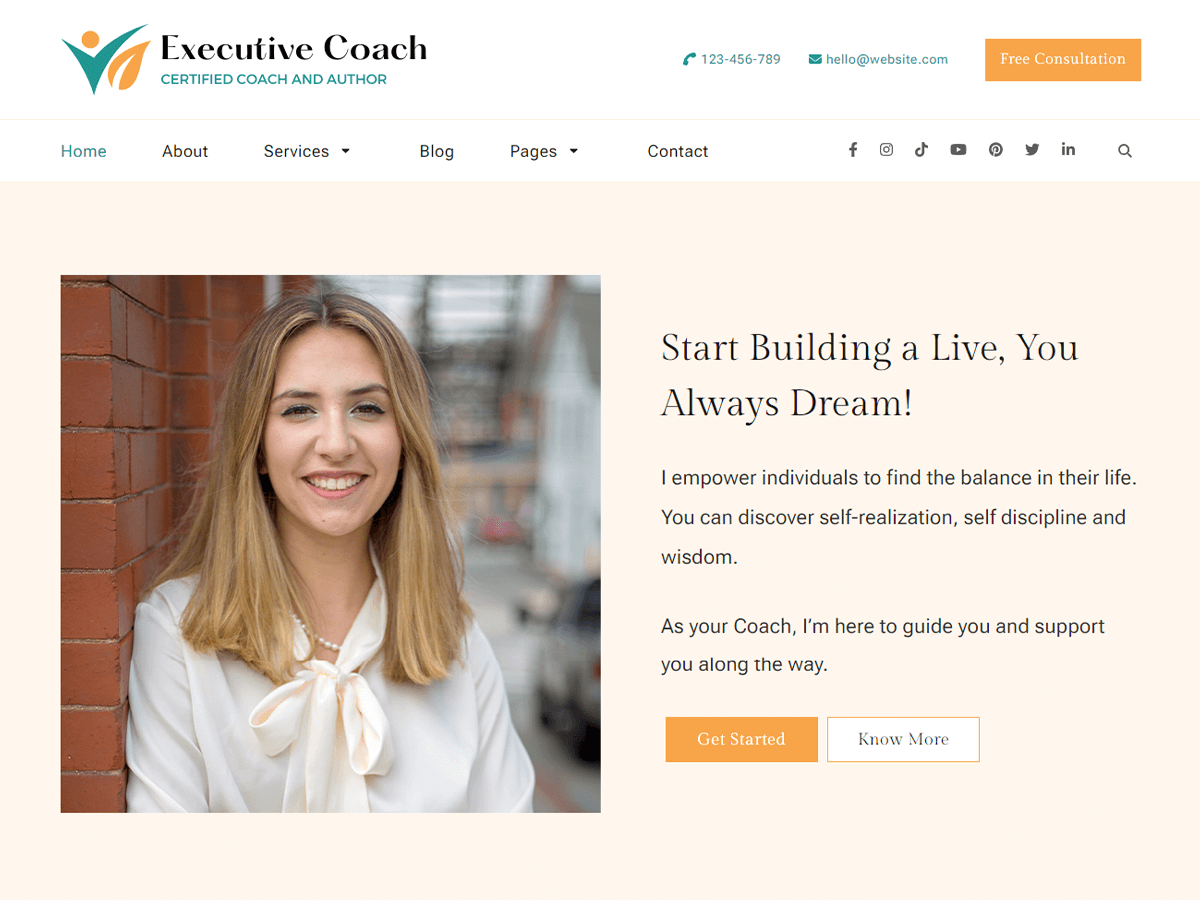 Executive Coach
CERTIFIED COACH AND AUTHOR
123-456-789
hello@website.com
Free Consultation
Home
About
Services
Blog
Pages
Contact
Start Building a Live, You
Always Dream!
I empower individuals to find the balance in their life.
You can discover self-realization, self discipline and
wisdom.
As your Coach, I’m here to guide you and support
you along the way.
Get Started
Know More